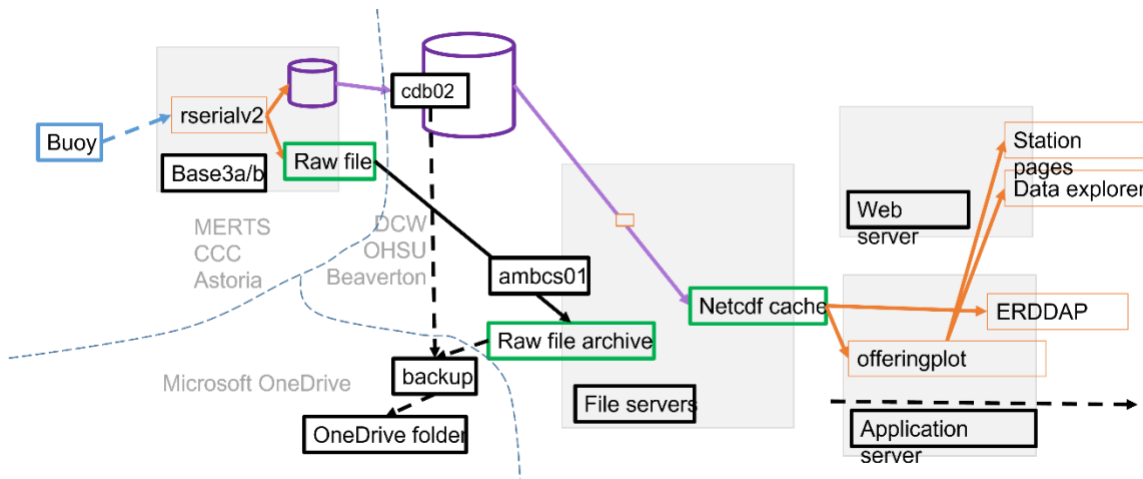 Buoy
rserialv2
Base3a/b
Raw file
cdb02
MERTS
CCC
Astoria
DCW
OHSU
Beaverton
ambcs01
Raw file archive
Microsoft OneDrive
backup
OneDrive folder
File servers
Netcdf cache
Web
server
Station
pages
Data explorer
ERDDAP
offeringplot
Application
server